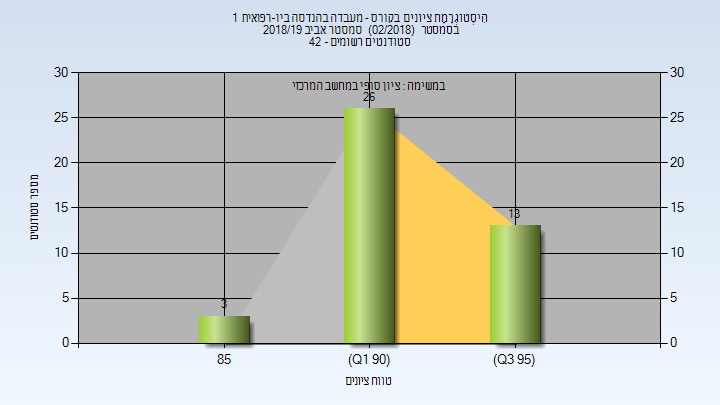 היסטוגרמת ציונים בקורס - מעבדה בהנדסה ביו-רפואית 1
בסמסטר (02/2018) סמסטר אביב 2018/19
סטודנטים רשומים - 42
במשימה : ציון סופי במחשב המרכזי
30
25
20
15
10
5
0
30
25
20
15
10
5
0
מספר סטודנטים
3
26
13
85
(Q1 90)
(Q3 95)
טווח ציונים